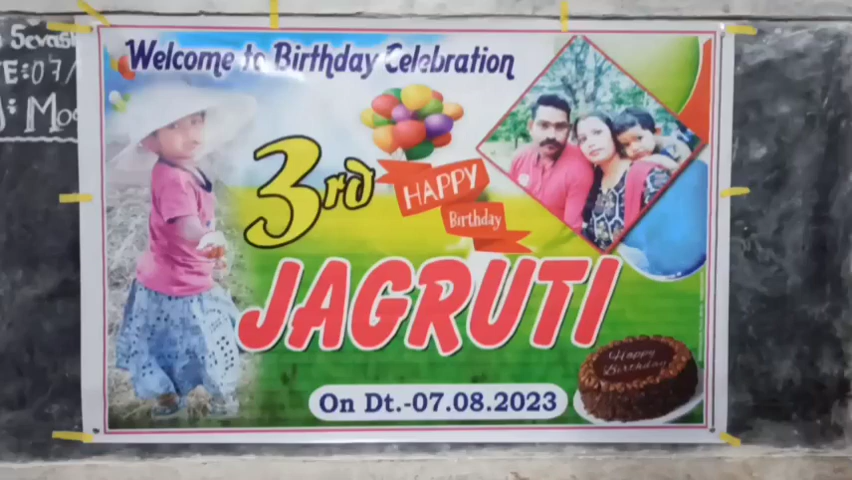 Welcome to Birthday Celebration
3rd
HAPPY
Birthday
JAGRUTI
Happy
Birthday
On Dt.-07.08.2023